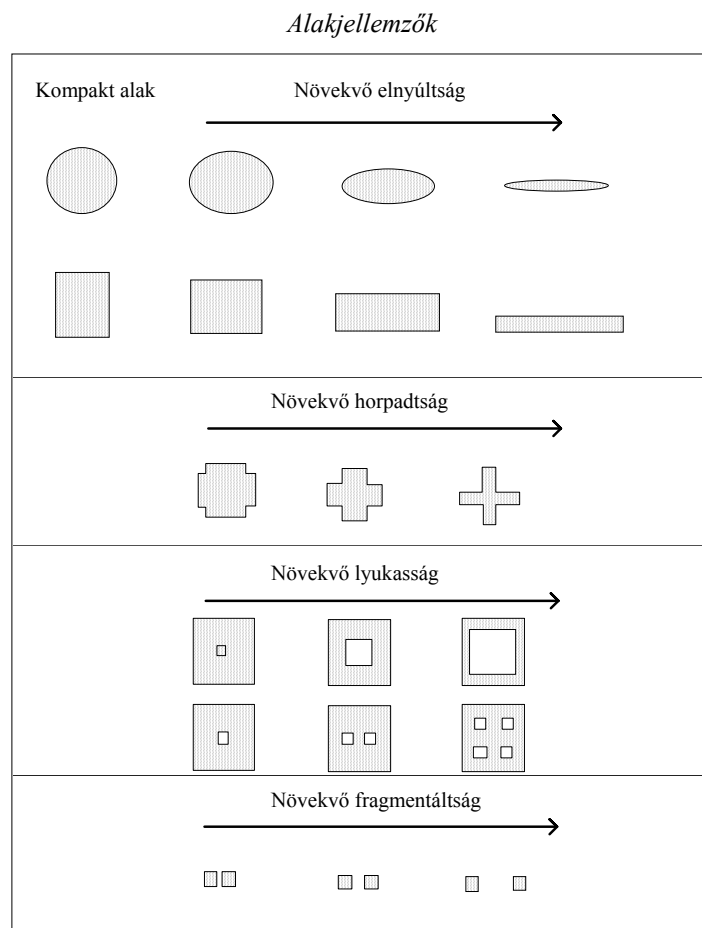 Alakjellemzők
Kompakt alak
Növekvő elnyúltság
Növekvő horpadtság
Növekvő lyukasság
Növekvő fragmentáltság